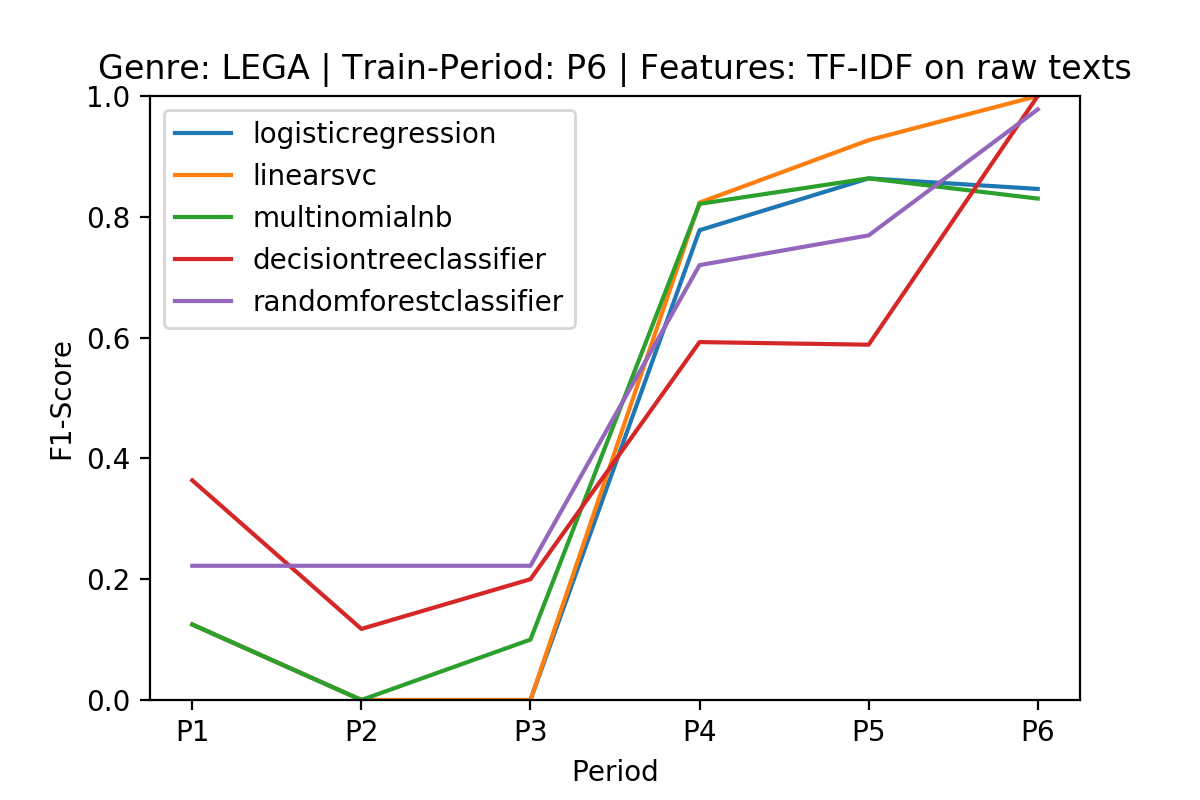 Genre: LEGA | Train-Period: P6 | Features: TF-IDF on raw texts
1.0
0.8
0.6
0.4
0.2
0.0
F1-Score
logisticregression
linearsvc
multinomialnb
decisiontreeclassifier
randomforestclassifier
P1 P2 P3 P4 P5 P6
Period